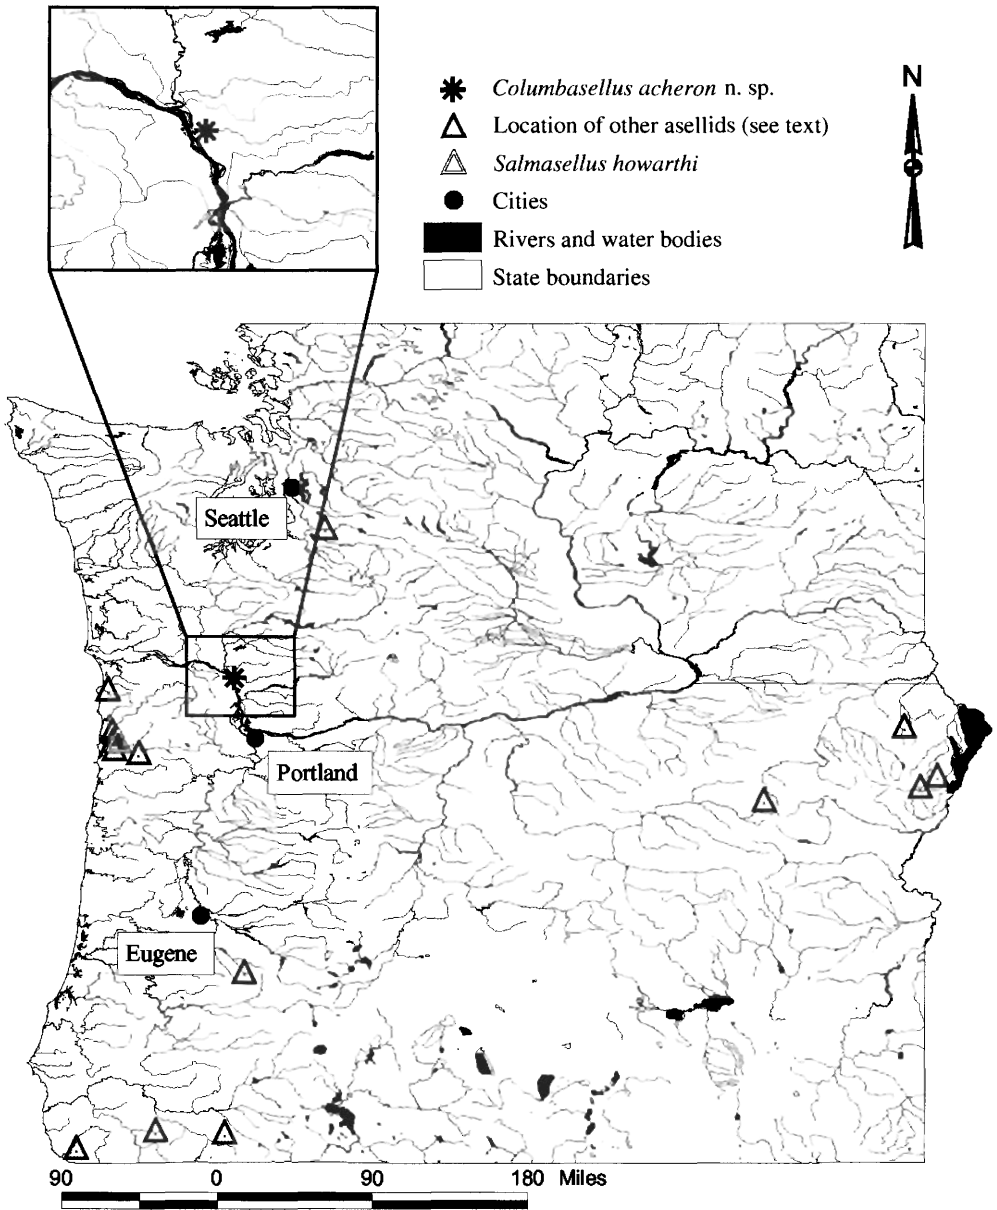 Columbasellus acheron n. sp.
Location of other asellids (see text)
Salmasellus howarthi
Cities
Rivers and water bodies
State boundaries
N
Seattle
Portland
Eugene
90 0 90 180 Miles